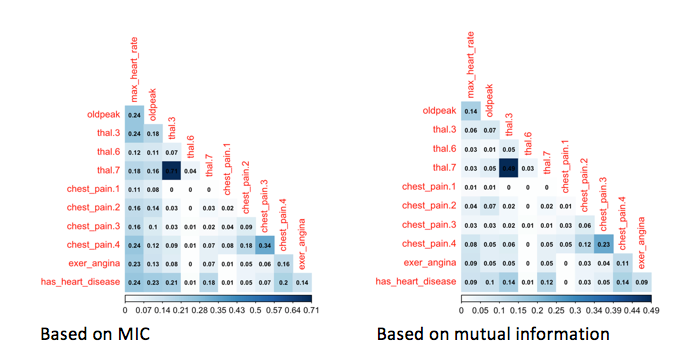 max_heart_rate
oldpeak 0.24 oldpeak
thal.3 0.24 0.18 thal.3
thal.6 0.12 0.11 0.07 thal.6
thal.7 0.18 0.16 0.71 0.04 thal.7
chest_pain.1 0.11 0.08 0 0 0 chest_pain.1
chest_pain.2 0.16 0.14 0.03 0 0.02 0.01 chest_pain.2
chest_pain.3 0.16 0.1 0.03 0.01 0.02 0.04 0.09 chest_pain.3
chest_pain.4 0.24 0.12 0.09 0.01 0.07 0.08 0.18 0.34 chest_pain.4
exer_angina 0.23 0.13 0.08 0 0.07 0.01 0.05 0.06 0.16 exer_angina
has_heart_disease 0.24 0.23 0.21 0.01 0.18 0.01 0.05 0.07 0.2 0.14
0 0.07 0.14 0.21 0.28 0.35 0.43 0.5 0.57 0.64 0.71
Based on MIC
max_heart_rate
oldpeak 0.14 oldpeak
thal.3 0.06 0.07 thal.3
thal.6 0.03 0.01 0.05 thal.6
thal.7 0.03 0.05 0.49 0.03 thal.7
chest_pain.1 0.01 0.01 0 0 0 chest_pain.1
chest_pain.2 0.04 0.07 0.02 0 0.02 0.01 chest_pain.2
chest_pain.3 0.03 0.03 0.02 0.01 0.02 0.03 0.06 chest_pain.3
chest_pain.4 0.08 0.05 0.06 0.01 0.05 0.05 0.12 0.23 chest_pain.4
exer_angina 0.09 0.05 0.05 0 0.05 0.01 0.03 0.04 0.11 exer_angina
has_heart_disease 0.09 0.1 0.14 0.01 0.12 0.01 0.04 0.05 0.14 0.09
0 0.05 0.1 0.15 0.2 0.25 0.29 0.34 0.39 0.44 0.49
Based on mutual information